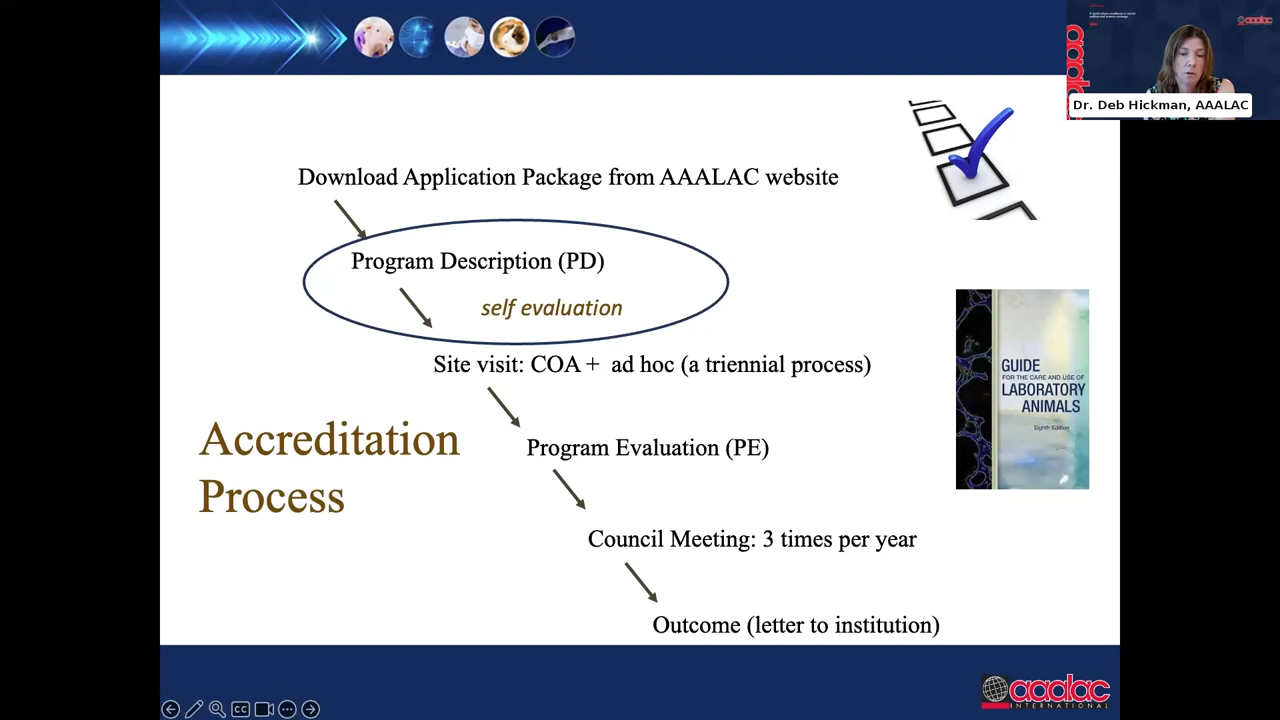 Dr. Deb Hickman, AAALAC
Download Application Package from AAALAC website
Program Description (PD)
self evaluation
Site visit: COA + ad hoc (a triennial process)
Program Evaluation (PE)
Council Meeting: 3 times per year
Outcome (letter to institution)
Accreditation
Process
GUIDE
FOR THE CARE AND USE OF
LABORATORY
ANIMALS
Eighth Edition
CC
aaalac
INTERNATIONAL